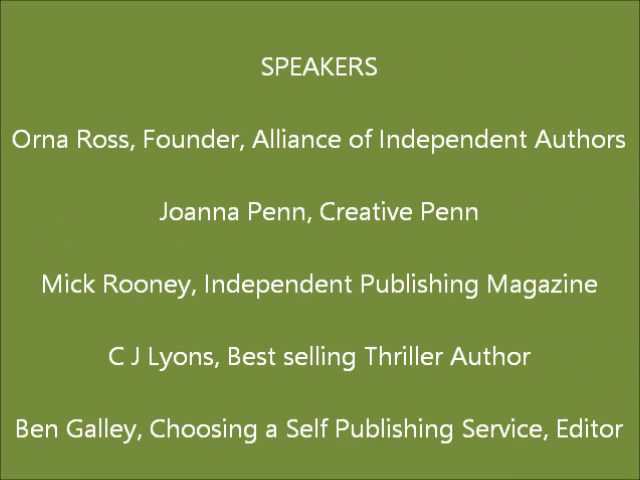 SPEAKERS
Orna Ross, Founder, Alliance of Independent Authors
Joanna Penn, Creative Penn
Mick Rooney, Independent Publishing Magazine
C J Lyons, Best selling Thriller Author
Ben Galley, Choosing a Self Publishing Service, Editor